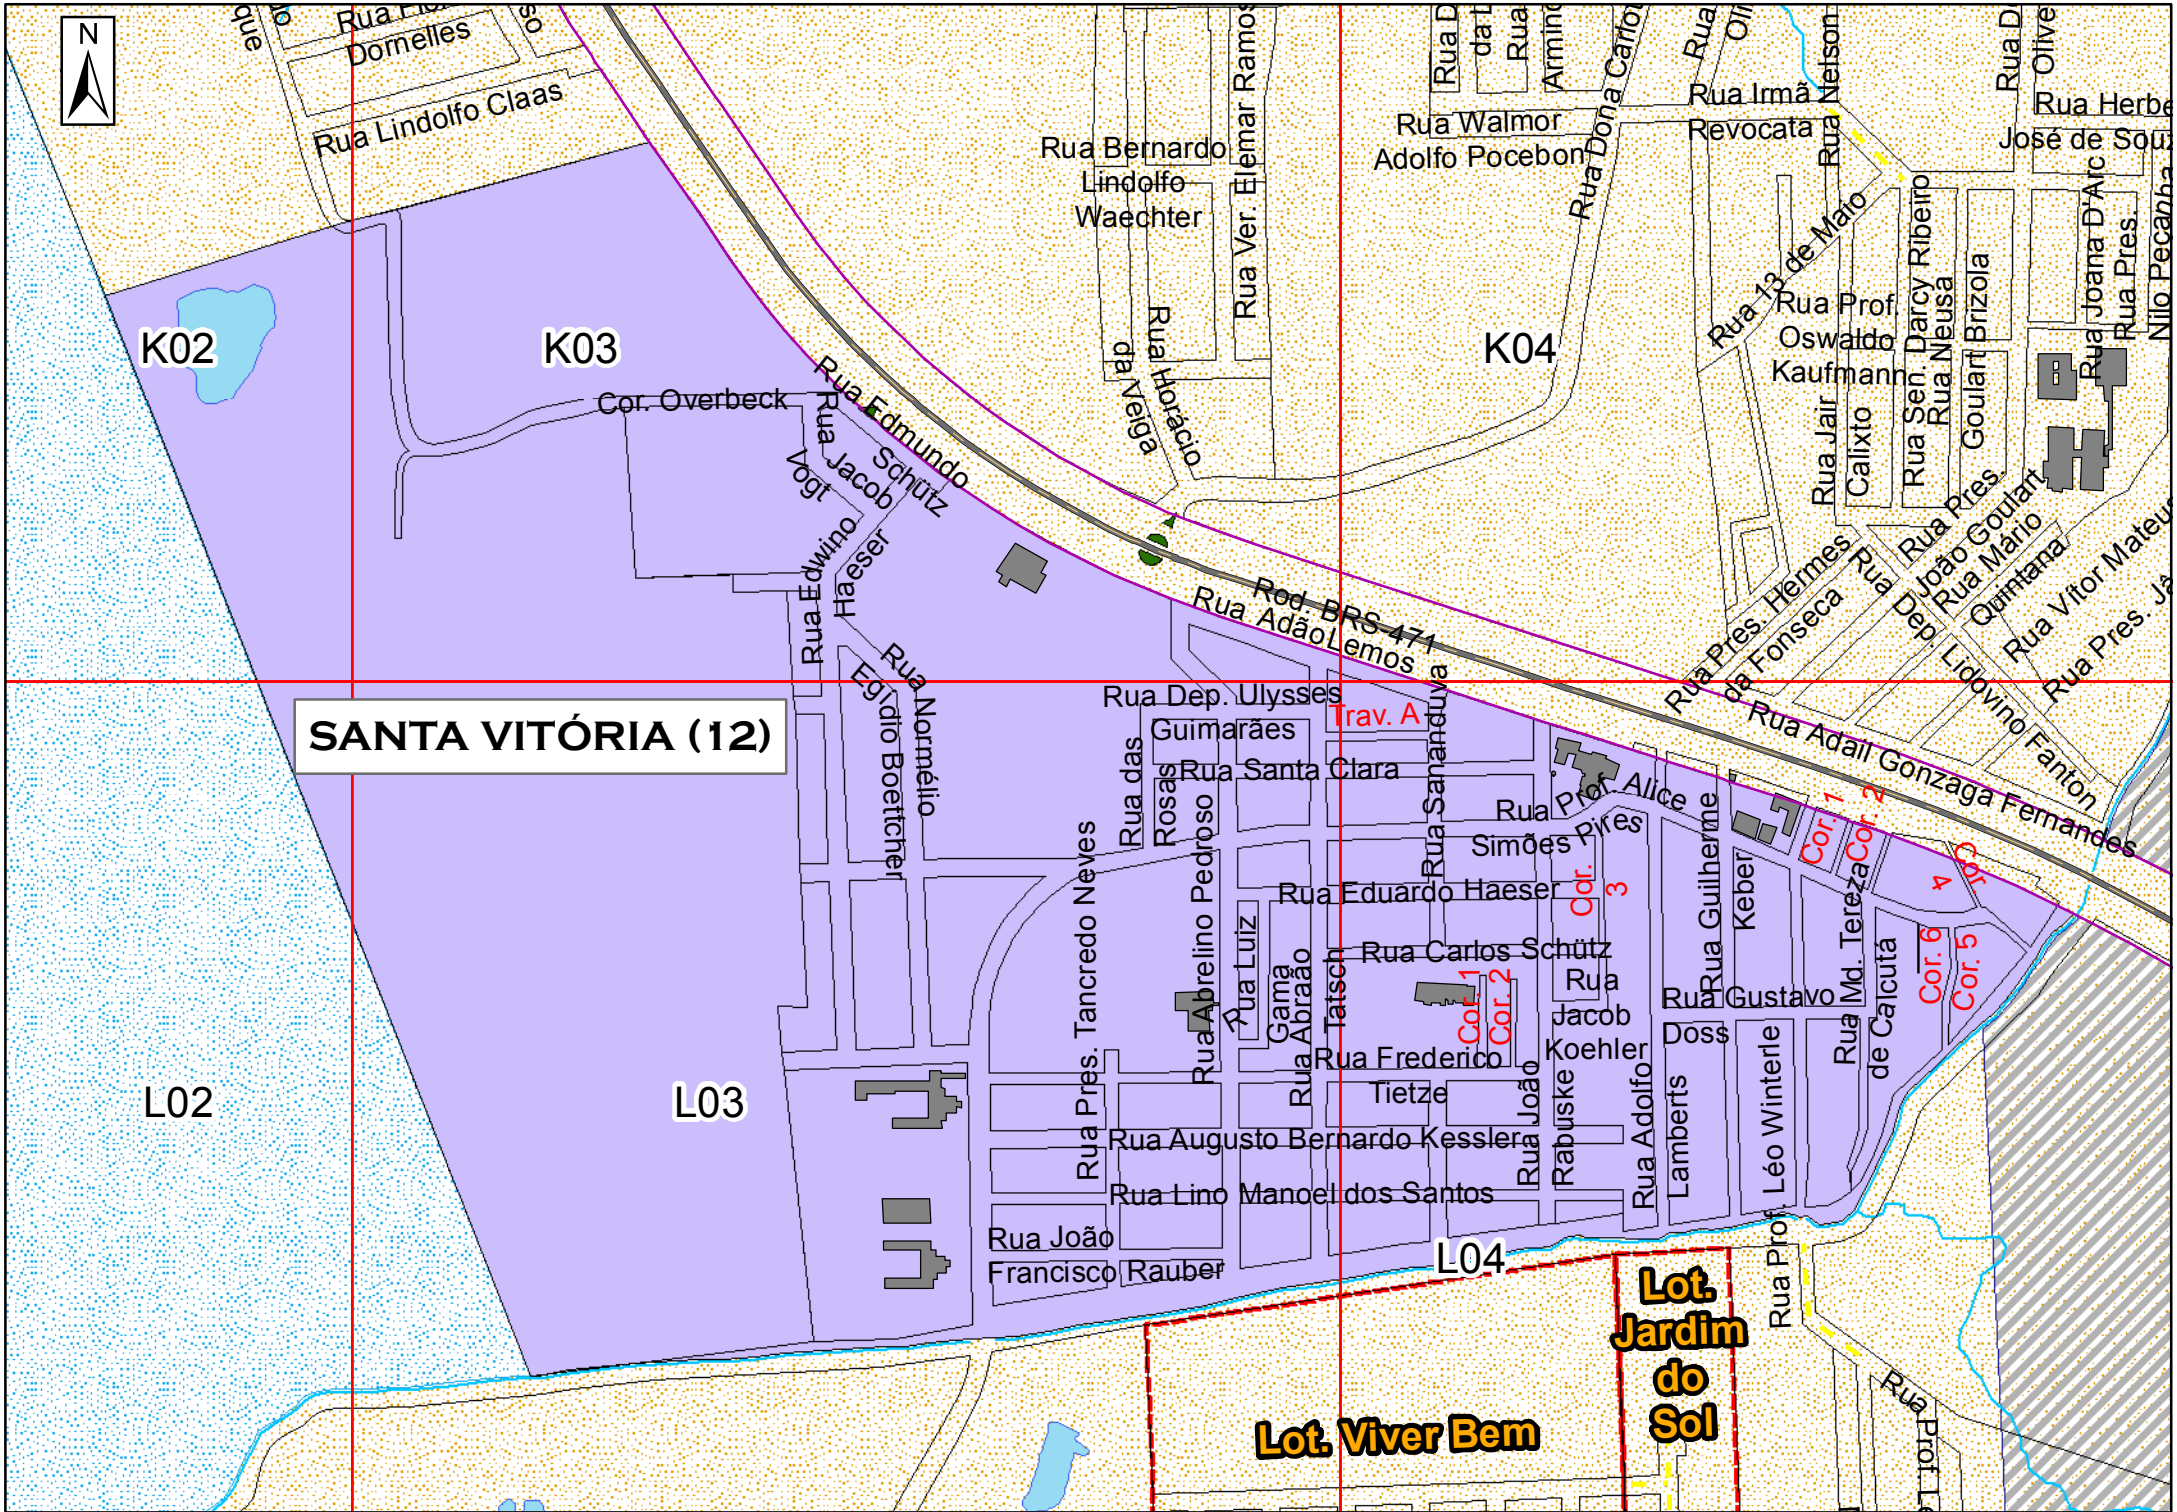 N
Dornelles
Rua Lindolfo Claas
Rua Bernardo
Lindolfo
Waechter
Rua Ver. Elemar Ramos
Rua Walmor
Adolfo Pocebon
Rua Irmã
Revocata
Rua Nelson
José de Souz
Rua Joana D'Arc
Rua Pres.
Nilo Peçanha
Rua 13 de Maio
Rua Prof.
Oswaldo
Kaufmann
Rua Sen. Darcy Ribeiro
Rua Neusa
Goulart Brizola
Rua Jair
Calixto
K02
K03
K04
Rua Horácio
da Veiga
Cor. Overbeck
Rua Edmundo
Schütz
Rua Jacob
Vogt
Rua Edwino
Haeser
Rua Pres.
João Goulart
Rua Mário
Quintana
Rua Vítor Mateus
Rua Pres. Hermes
da Fonseca
Rua Dep. Lidovino Fanton
Rod. BRS-471
Rua Adão Lemos
Rua Adail Gonzaga Fernandes
SANTA VITÓRIA (12)
Rua Normélio
Egídio Boettcher
Rua Dep. Ulysses
Guimarães
Trav. A
Rua das
Rosas
Rua Santa Clara
Rua Sananduva
Rua Prof. Alice
Simões Pires
Rua Guilherme
Keber
Cor. 1
Cor. 2
Cor. 3
Cor. 4
Cor. 6
Cor. 5
Rua Eduardo Haeser
Rua Carlos Schütz
Rua Pres. Tancredo Neves
Rua Abrelino Pedroso
Rua Luiz
Gama
Rua Abraão
Tatsch
Cor. 1
Cor. 2
Rua
Jacob
Koehler
Rua Gustavo
Doss
Rua Md. Tereza
de Calcutá
Rua Frederico
Tietze
Rua João
Rabuske
Rua Adolfo
Lamberts
Rua Prof. Léo Winterle
L02
L03
L04
Rua Augusto Bernardo Kessler
Rua Lino Manoel dos Santos
Rua João
Francisco Rauber
Lot. Viver Bem
Lot.
Jardim
do
Sol
Rua Prof.